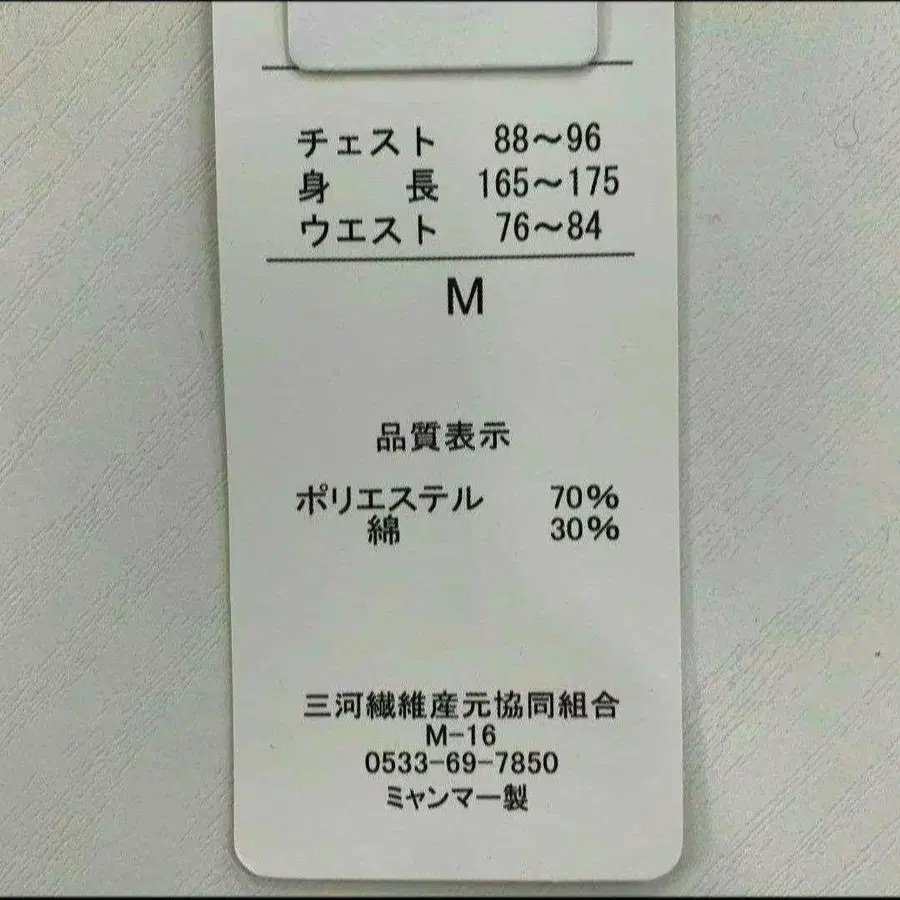 チェスト 88～96
身長 165～175
ウエスト 76～84
M
品質表示
ポリエステル 70%
綿 30%
三河繊維産元協同組合
M-16
0533-69-7850
ミャンマー製